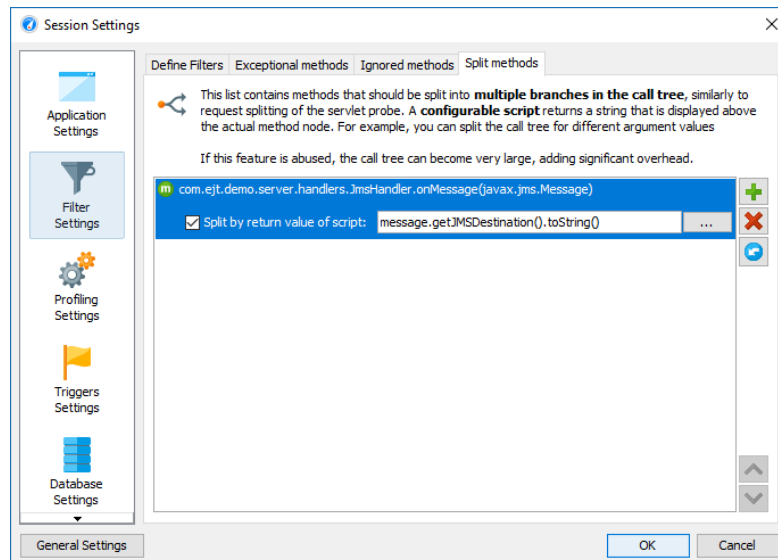 Session Settings
Application
Settings
Filter
Settings
Profiling
Settings
Triggers
Settings
Database
Settings
General Settings
Define Filters Exceptional methods Ignored methods Split methods
This list contains methods that should be split into multiple branches in the call tree, similarly to
request splitting of the servlet probe. A configurable script returns a string that is displayed above
the actual method node. For example, you can split the call tree for different argument values
If this feature is abused, the call tree can become very large, adding significant overhead.
m com.ejt.demo.server.handlers.JmsHandler.onMessage(javax.jms.Message)
Split by return value of script: message.getJMSDestination().toString() ...
OK Cancel